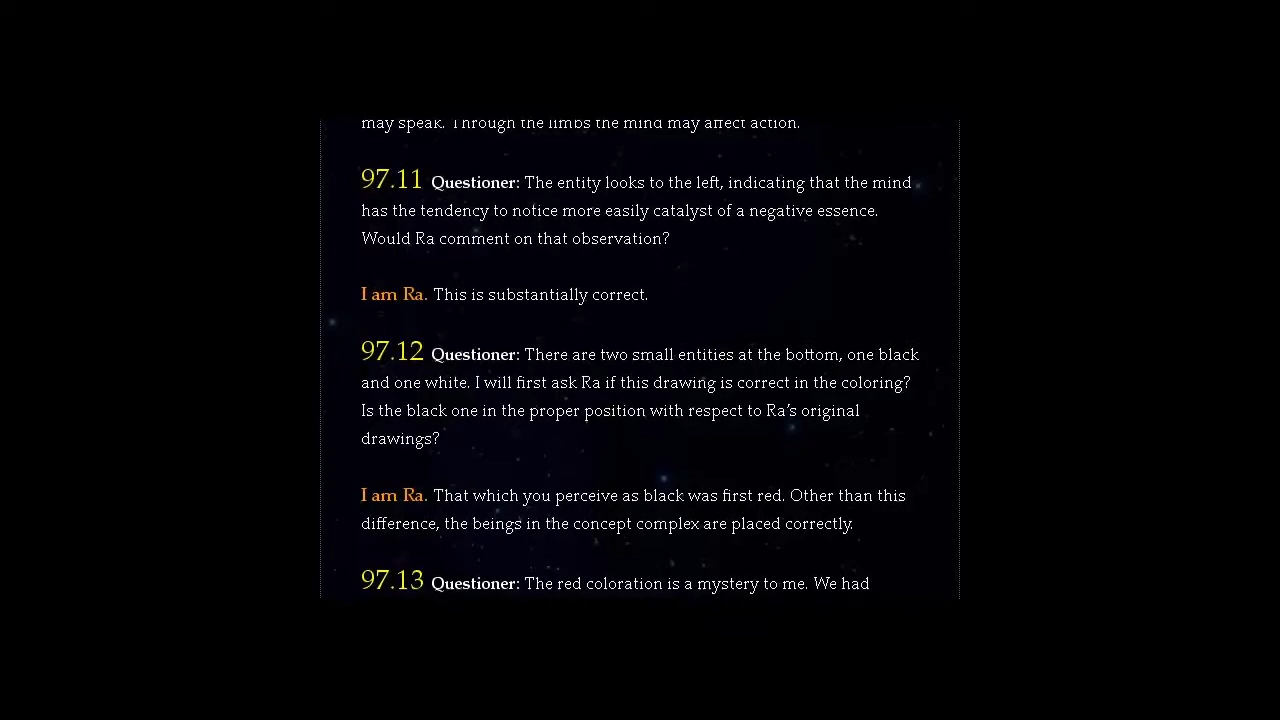 may speak. Through the limbs the mind may affect action.
97.11 Questioner: The entity looks to the left, indicating that the mind
has the tendency to notice more easily catalyst of a negative essence.
Would Ra comment on that observation?
I am Ra. This is substantially correct.
97.12 Questioner: There are two small entities at the bottom, one black
and one white. I will first ask Ra if this drawing is correct in the coloring?
Is the black one in the proper position with respect to Ra’s original
drawings?
I am Ra. That which you perceive as black was first red. Other than this
difference, the beings in the concept complex are placed correctly.
97.13 Questioner: The red coloration is a mystery to me. We had